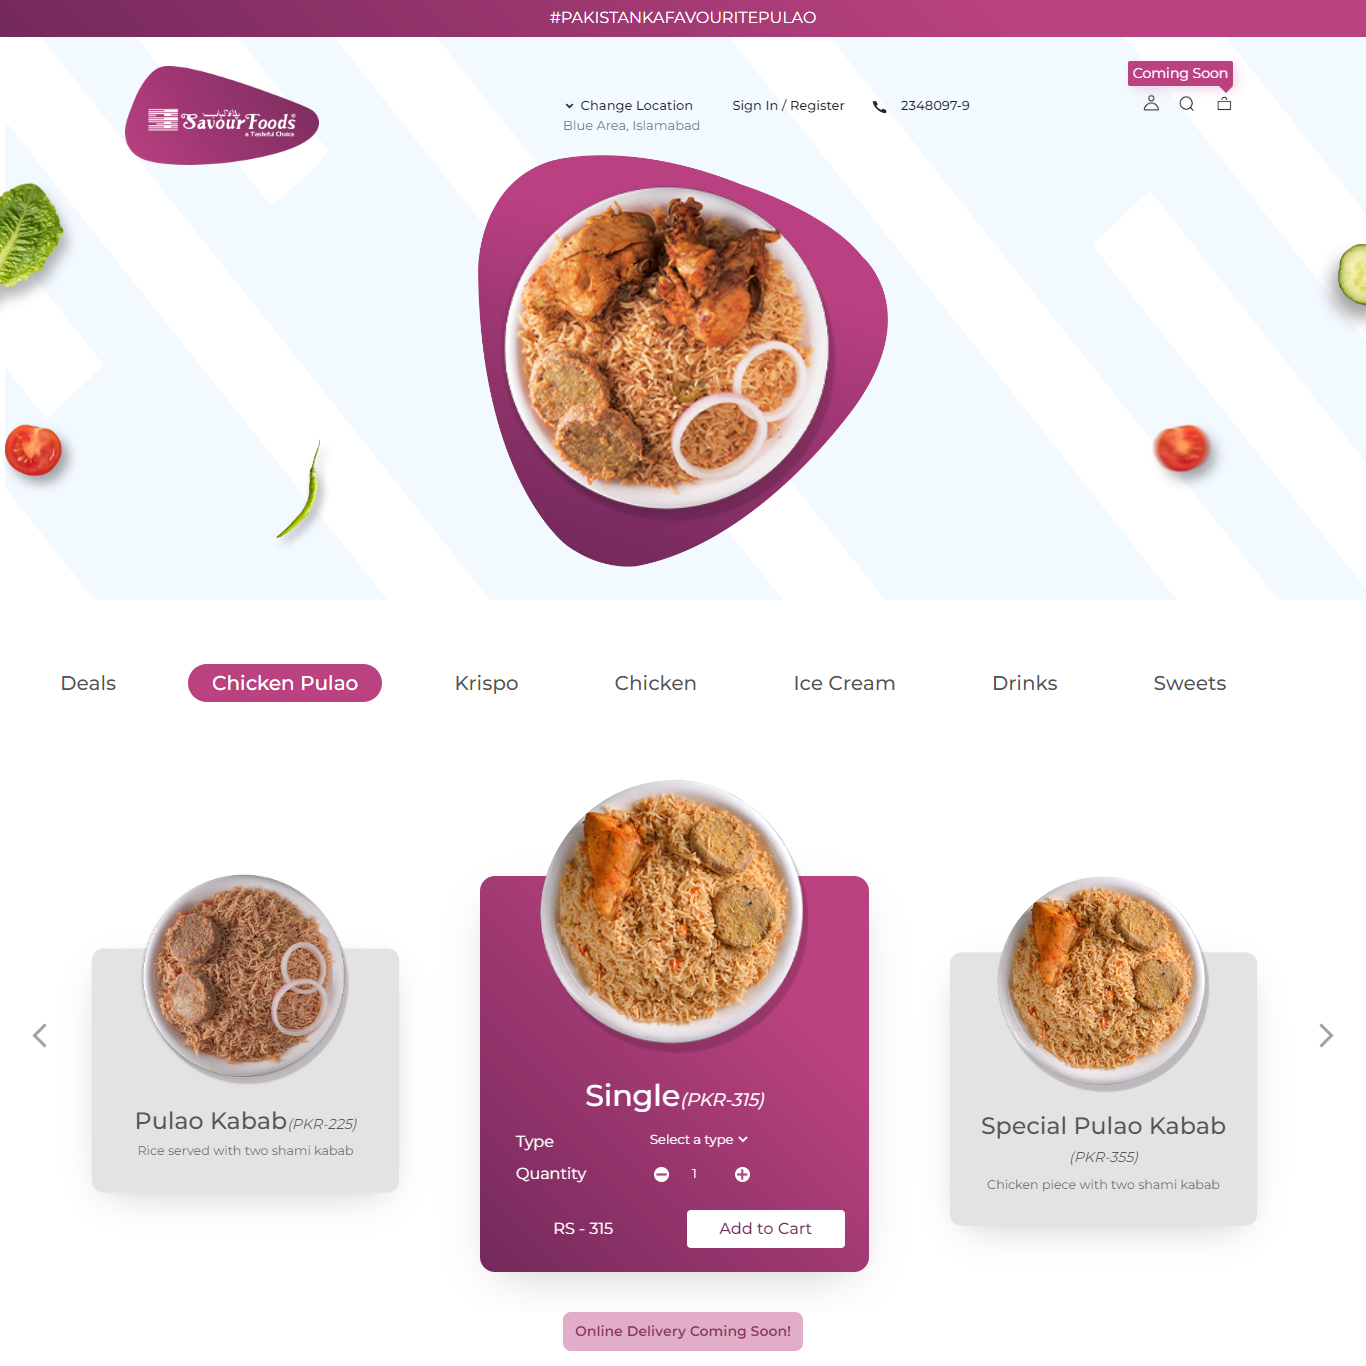 #PAKISTANKAFAVOURITEPULAO
Coming Soon
SavourFoods®
a Tasteful Choice
Change Location
Sign In / Register
2348097-9
Blue Area, Islamabad
Deals
Chicken Pulao
Krispo
Chicken
Ice Cream
Drinks
Sweets
Pulao Kabab(PKR-225)
Rice served with two shami kabab
Single(PKR-315)
Type
Select a type
Quantity
1
RS - 315
Add to Cart
Special Pulao Kabab
(PKR-355)
Chicken piece with two shami kabab
Online Delivery Coming Soon!